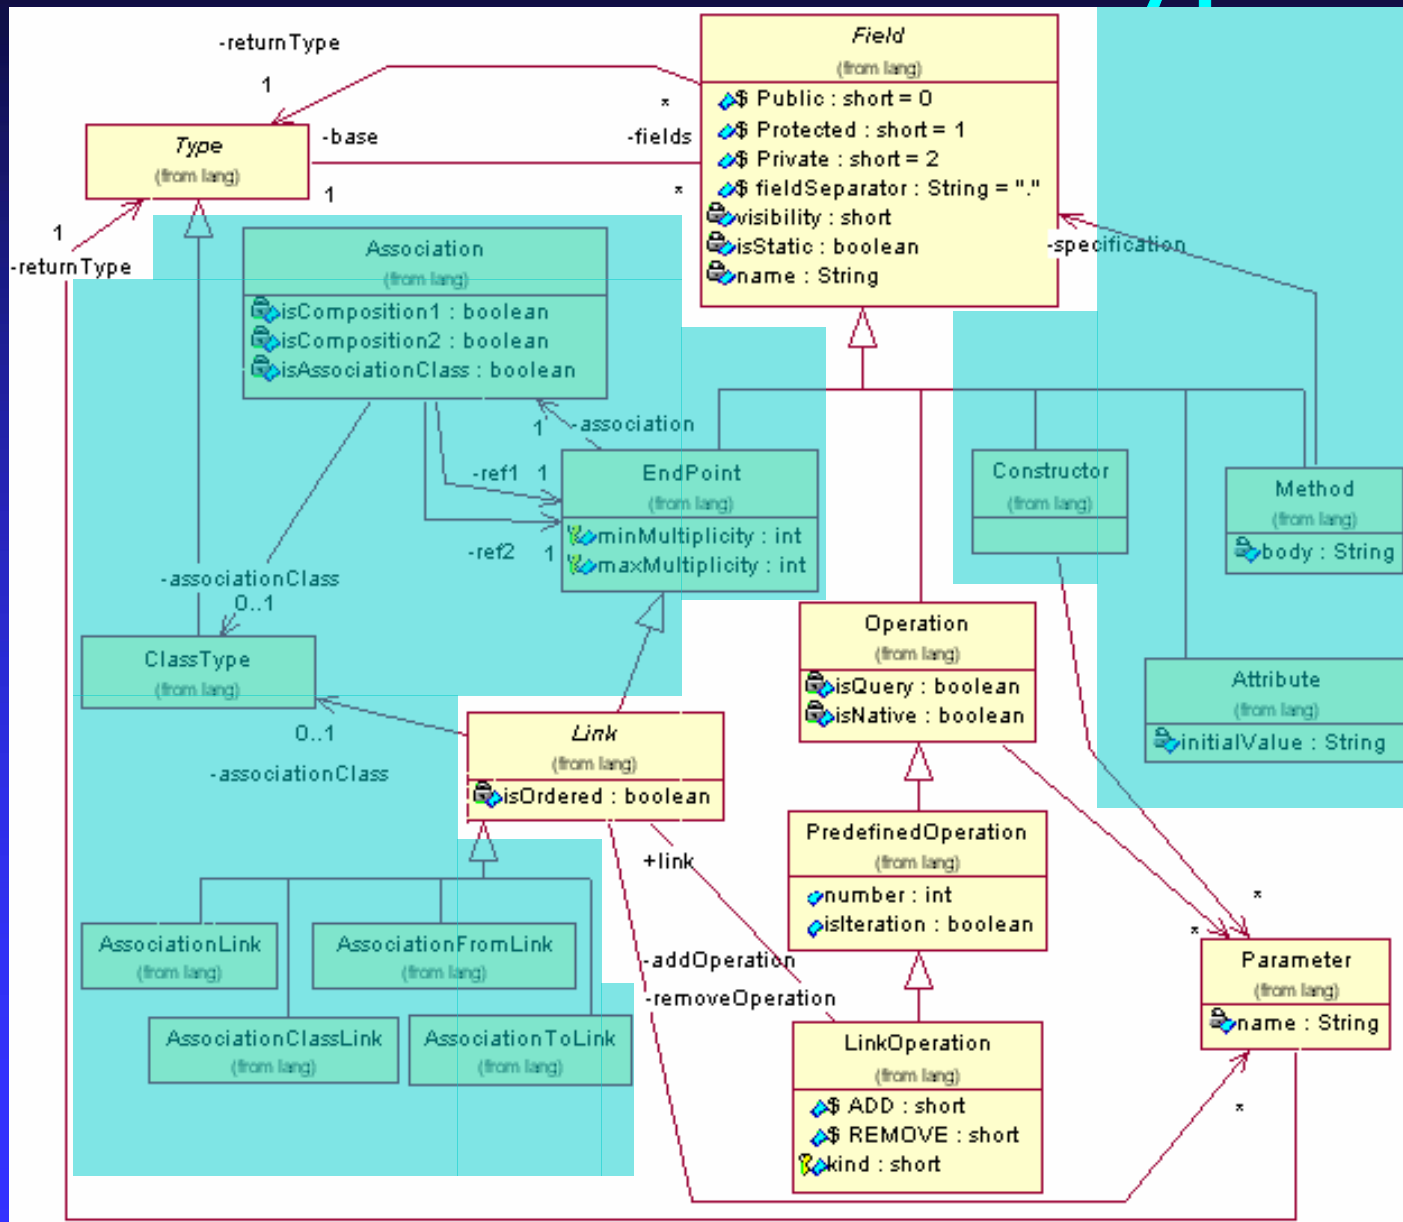 -returnType
1
*
Field
(from lang)
$ Public : short = 0
$ Protected : short = 1
$ Private : short = 2
$ fieldSeparator : String = "."
visibility : short
isStatic : boolean
name : String
Type
(from lang)
-base
-fields
1
*
1
-returnType
-specification
Association
(from lang)
isComposition1 : boolean
isComposition2 : boolean
isAssociationClass : boolean
1
-association
-ref1
1
-ref2
1
EndPoint
(from lang)
minMultiplicity : int
maxMultiplicity : int
Constructor
(from lang)
Method
(from lang)
body : String
-associationClass
0..1
ClassType
(from lang)
Operation
(from lang)
isQuery : boolean
isNative : boolean
Attribute
(from lang)
initialValue : String
0..1
-associationClass
Link
(from lang)
isOrdered : boolean
PredefinedOperation
(from lang)
number : int
isIteration : boolean
+link
-addOperation
-removeOperation
AssociationLink
(from lang)
AssociationFromLink
(from lang)
AssociationClassLink
(from lang)
AssociationToLink
(from lang)
*
*
Parameter
(from lang)
name : String
LinkOperation
(from lang)
$ ADD : short
$ REMOVE : short
kind : short
*